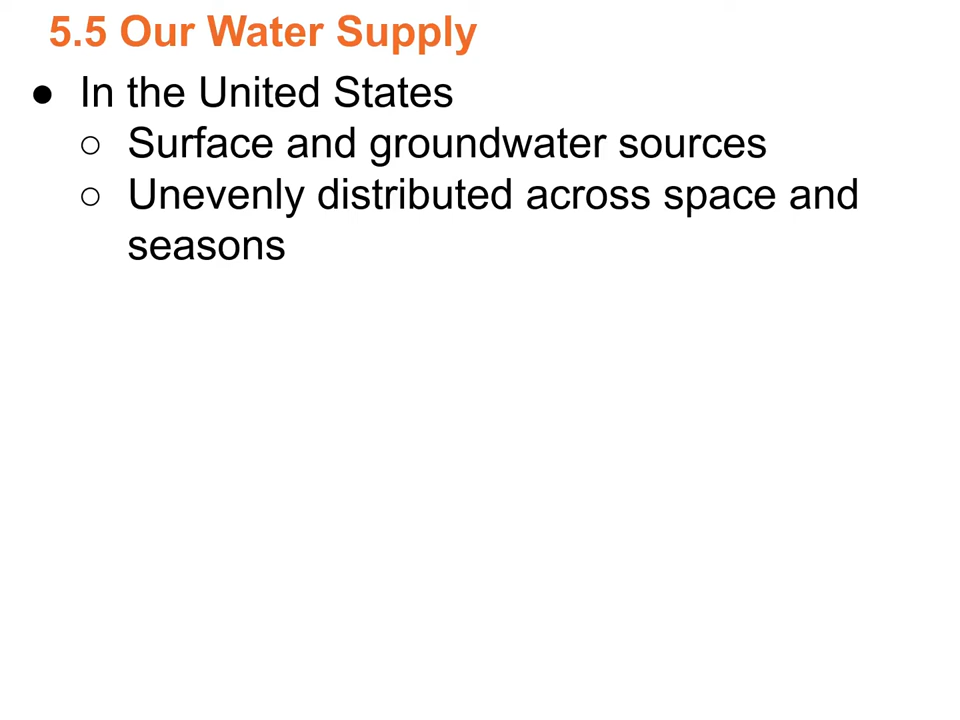 5.5 Our Water Supply
● In the United States
○ Surface and groundwater sources
○ Unevenly distributed across space and
seasons